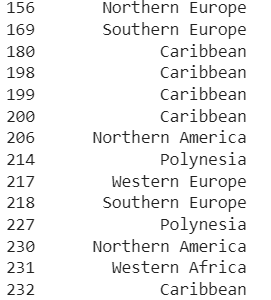 156 Northern Europe
169 Southern Europe
180 Caribbean
198 Caribbean
199 Caribbean
200 Caribbean
206 Northern America
214 Polynesia
217 Western Europe
218 Southern Europe
227 Polynesia
230 Northern America
231 Western Africa
232 Caribbean